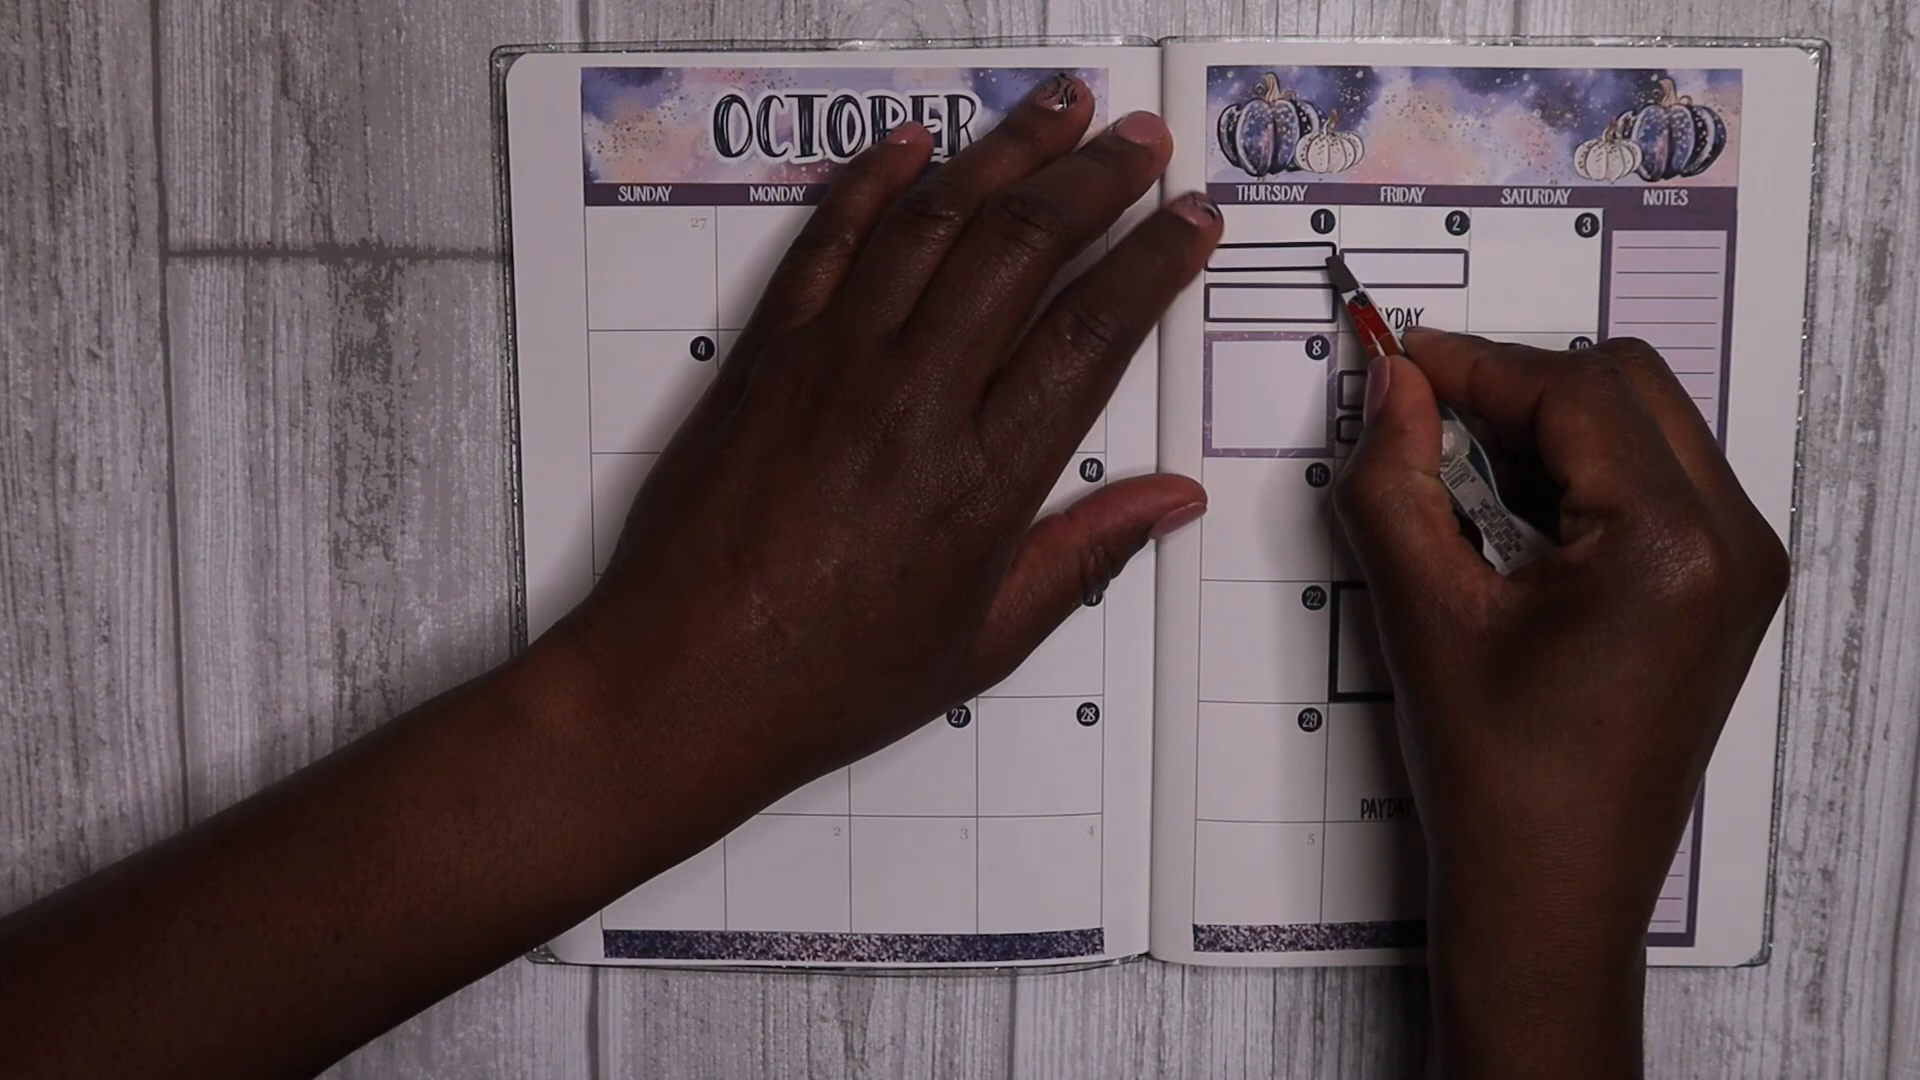 OCTOBER
SUNDAY MONDAY THURSDAY FRIDAY SATURDAY NOTES
27 1 2 3
4 8
14 15
22
27 28 29
PAYDAY
2 3 4 5